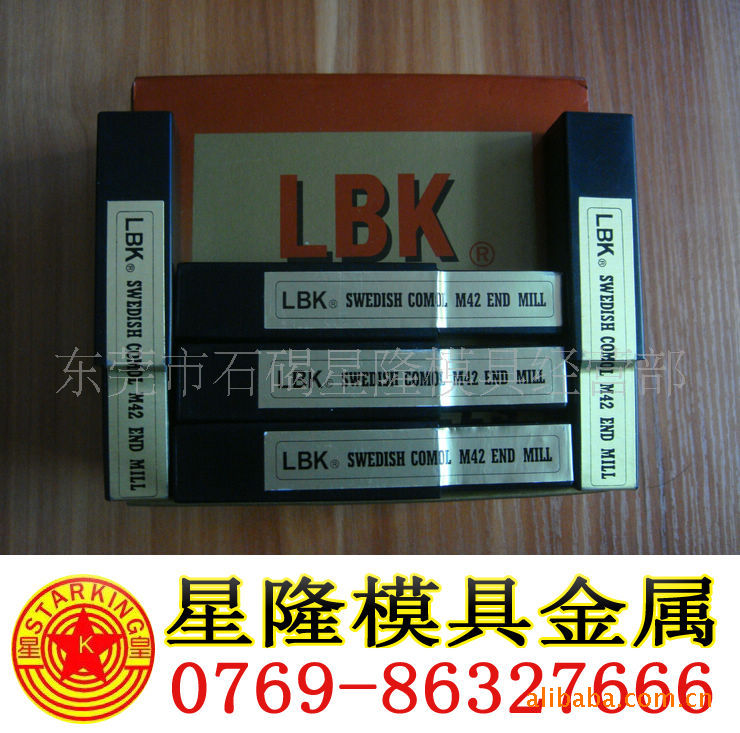 LBK®
LBK® SWEDISH COMOL M42 END MILL
LBK® SWEDISH COMOL M42 END MILL
LBK® SWEDISH COMOL M42 END MILL
LBK® SWEDISH COMOL M42 END MILL
LBK® SWEDISH COMOL M42 END MILL
东莞市石碣星隆模具经营部
STARKING
星 K 皇
星隆模具金属
0769-86327666
alibaba.com.cn